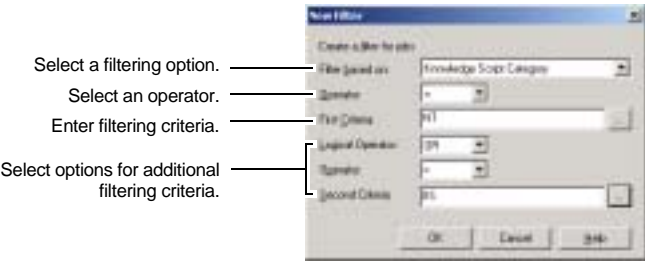 New Filter
Create a filter for jobs
Select a filtering option.
Filter based on:
Knowledge Script Category
Select an operator.
Operator
=
Enter filtering criteria.
First Criteria
NT
Logical Operator:
OR
Select options for additional
filtering criteria.
Operator
=
Second Criteria
OK
Cancel
Help